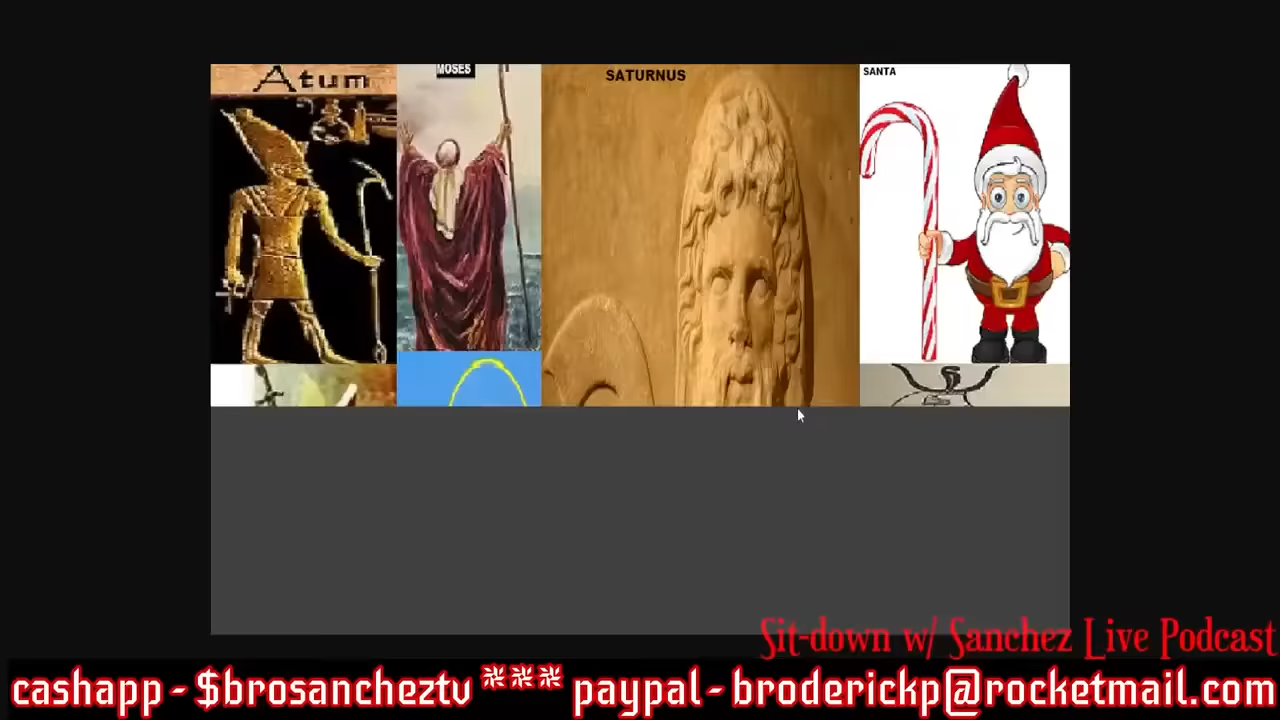 Atum
MOSES
SATURNUS
SANTA
Sit-down w/ Sanchez Live Podcast
cashapp - $brosancheztv *** paypal - broderickp@rocketmail.com